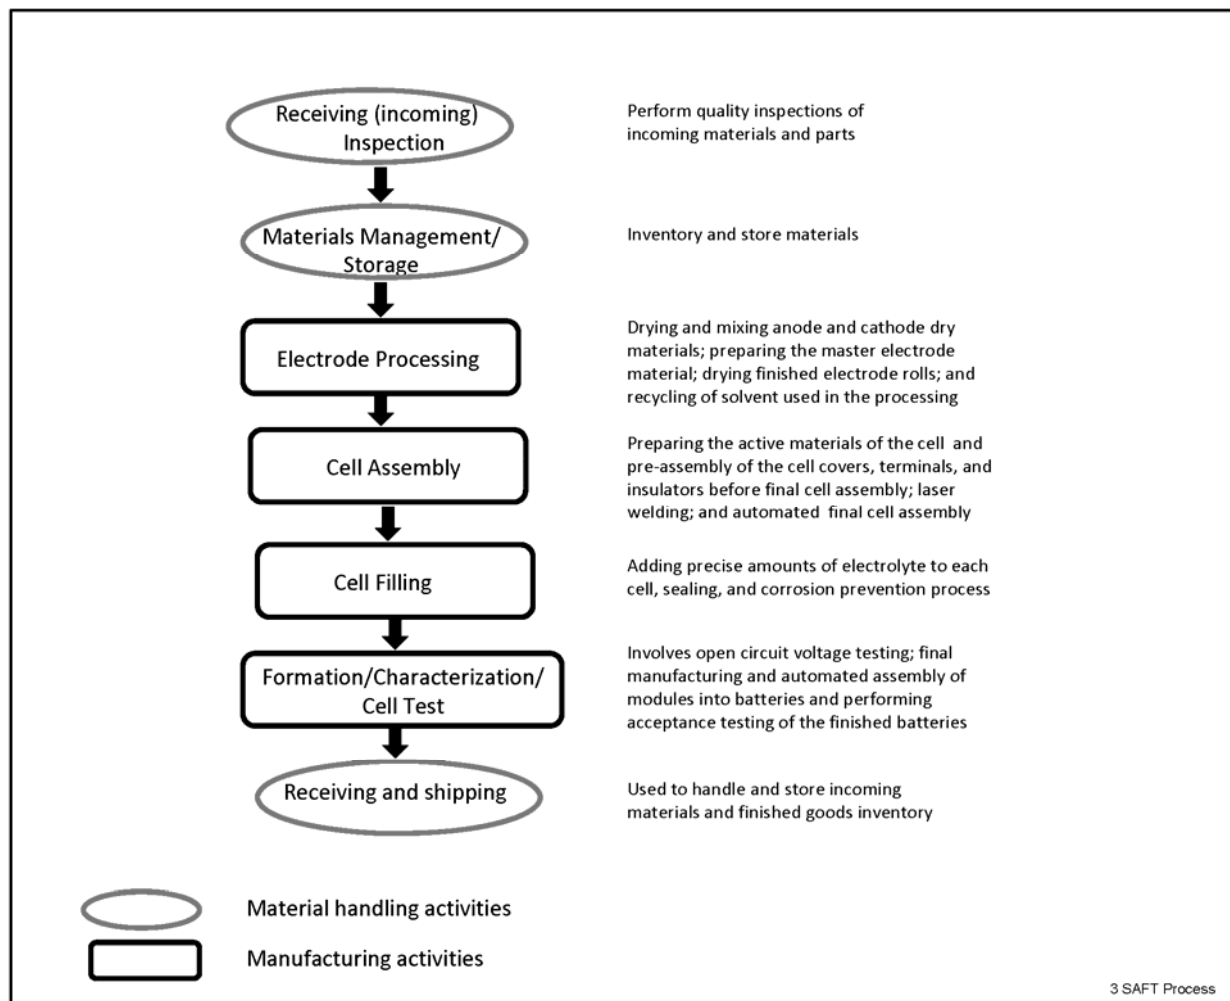 Receiving (incoming)
Inspection
Perform quality inspections of
incoming materials and parts
Materials Management/
Storage
Inventory and store materials
Electrode Processing
Drying and mixing anode and cathode dry
materials; preparing the master electrode
material; drying finished electrode rolls; and
recycling of solvent used in the processing
Cell Assembly
Preparing the active materials of the cell and
pre-assembly of the cell covers, terminals, and
insulators before final cell assembly; laser
welding; and automated final cell assembly
Cell Filling
Adding precise amounts of electrolyte to each
cell, sealing, and corrosion prevention process
Formation/Characterization/
Cell Test
Involves open circuit voltage testing; final
manufacturing and automated assembly of
modules into batteries and performing
acceptance testing of the finished batteries
Receiving and shipping
Used to handle and store incoming
materials and finished goods inventory
Material handling activities
Manufacturing activities
3 SAFT Process